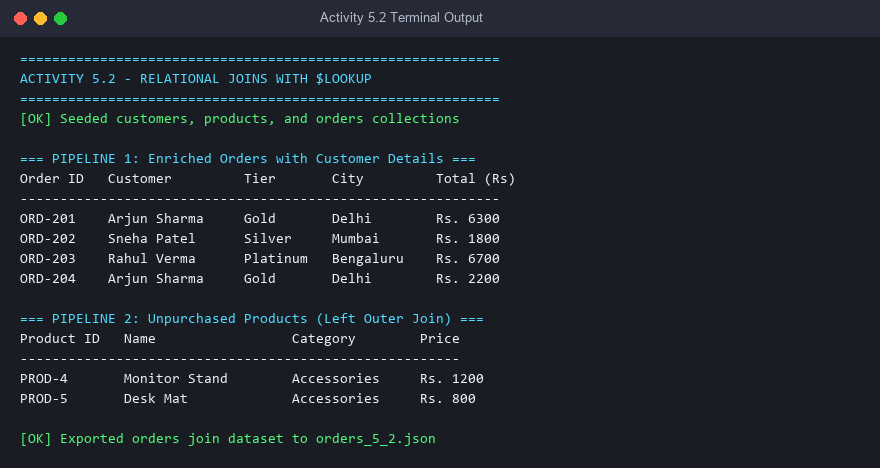 Activity 5.2 Terminal Output
============================================================
ACTIVITY 5.2 - RELATIONAL JOINS WITH $LOOKUP
============================================================
[OK] Seeded customers, products, and orders collections
=== PIPELINE 1: Enriched Orders with Customer Details ===
Order ID   Customer         Tier       City         Total (Rs)
------------------------------------------------------------
ORD-201    Arjun Sharma     Gold       Delhi        Rs. 6300
ORD-202    Sneha Patel      Silver     Mumbai       Rs. 1800
ORD-203    Rahul Verma      Platinum   Bengaluru    Rs. 6700
ORD-204    Arjun Sharma     Gold       Delhi        Rs. 2200
=== PIPELINE 2: Unpurchased Products (Left Outer Join) ===
Product ID   Name                 Category        Price
-------------------------------------------------------
PROD-4       Monitor Stand        Accessories     Rs. 1200
PROD-5       Desk Mat             Accessories     Rs. 800
[OK] Exported orders join dataset to orders_5_2.json